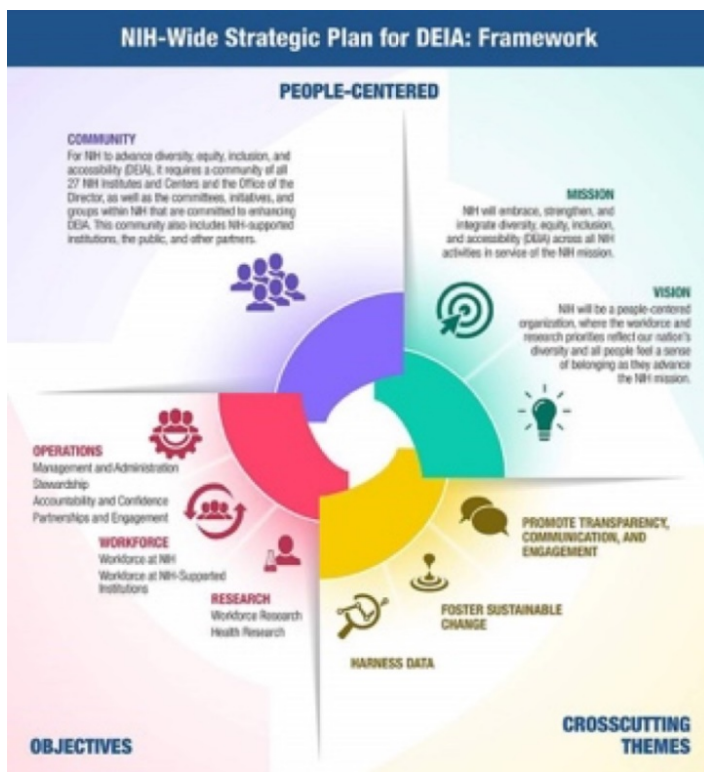 NIH-Wide Strategic Plan for DEIA: Framework
PEOPLE-CENTERED
COMMUNITY
For NIH to advance diversity, equity, inclusion, and
accessibility (DEIA), it requires a community of all
27 NIH Institutes and Centers and the Office of the
Director, as well as the committees, initiatives, and
groups within NIH that are committed to enhancing
DEIA. This community also includes NIH-supported
institutions, the public, and other partners.
MISSION
NIH will embrace, strengthen, and
integrate diversity, equity, inclusion,
and accessibility (DEIA) across all NIH
activities in service of the NIH mission.
VISION
NIH will be a people-centered
organization, where the workforce and
research priorities reflect our nation's
diversity and all people feel a sense
of belonging as they advance
the NIH mission.
OPERATIONS
Management and Administration
Stewardship
Accountability and Confidence
Partnerships and Engagement
WORKFORCE
Workforce at NIH
Workforce at NIH-Supported
Institutions
RESEARCH
Workforce Research
Health Research
PROMOTE TRANSPARENCY,
COMMUNICATION, AND
ENGAGEMENT
FOSTER SUSTAINABLE
CHANGE
HARNESS DATA
OBJECTIVES
CROSSCUTTING
THEMES